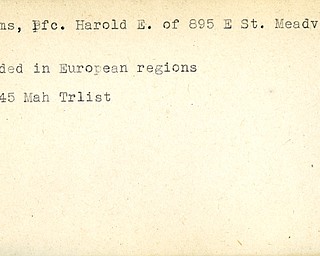 ms, Pfc. Harold E. of 895 E St. Meadv
ded in European regions
45 Mah Trlist